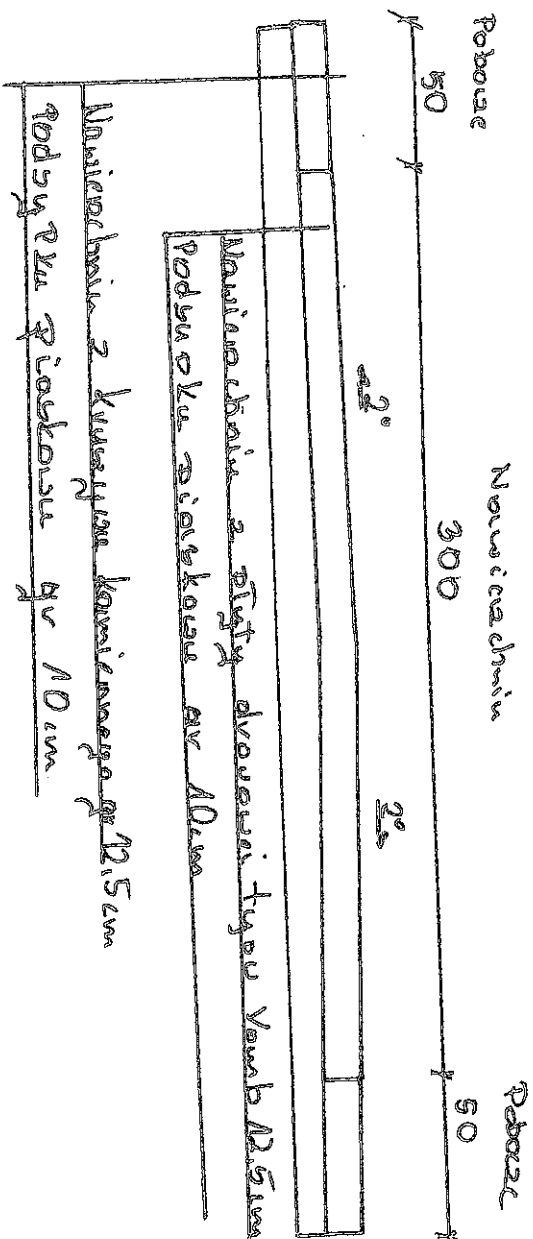 Pobocze Nawierzchnia Pobocze
50 300 50
2% 2%
Nawierzchnia z płyty drogowej typu Yomb 12,5cm
Podsypka piaskowa gr 10cm
Nawierzchnia z kruszywa kamiennego gr 12,5cm
Podsypka piaskowa gr 10cm